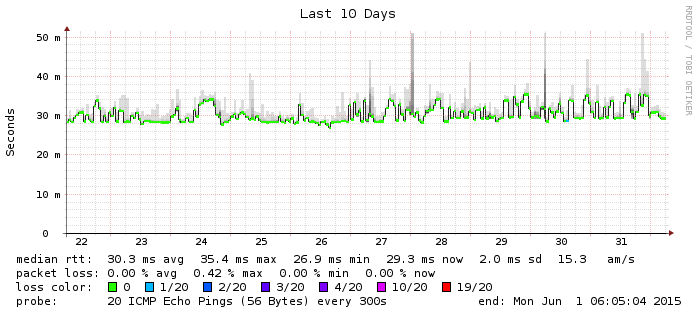 Last 10 Days
RRDTOOL / TOBI OETIKER
Seconds
50 m
40 m
30 m
20 m
10 m
0
22 23 24 25 26 27 28 29 30 31
median rtt: 30.3 ms avg 35.4 ms max 26.9 ms min 29.3 ms now 2.0 ms sd 15.3 am/s
packet loss: 0.00 % avg 0.42 % max 0.00 % min 0.00 % now
loss color: 0 1/20 2/20 3/20 4/20 10/20 19/20
probe: 20 ICMP Echo Pings (56 Bytes) every 300s end: Mon Jun 1 06:05:04 2015